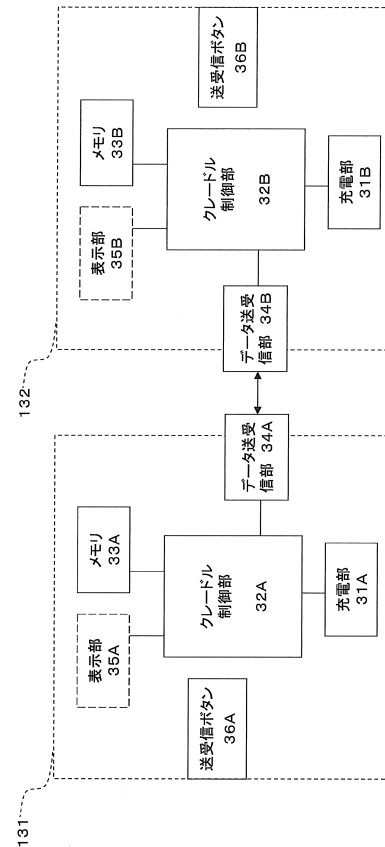 131
132
表示部
35A
メモリ
33A
送受信ボタン
36A
クレードル
制御部
32A
データ送受
信部 34A
充電部
31A
表示部
35B
メモリ
33B
データ送受
信部 34B
クレードル
制御部
32B
送受信ボタン
36B
充電部
31B